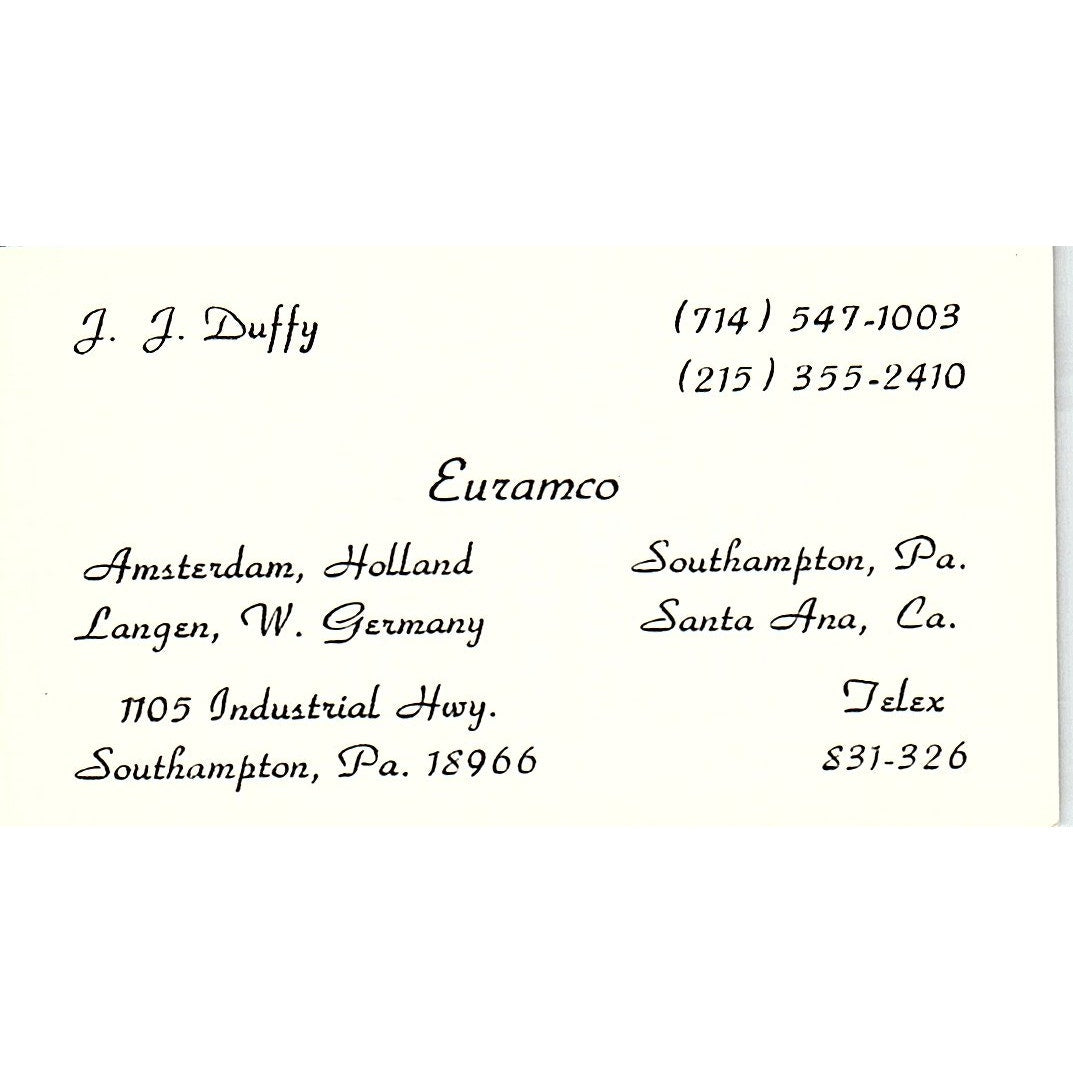 J. J. Duffy
(714) 547-1003
(215) 355-2410
Euramco
Amsterdam, Holland
Langen, W. Germany
Southampton, Pa.
Santa Ana, Ca.
1105 Industrial Hwy.
Southampton, Pa. 18966
Telex
831-326